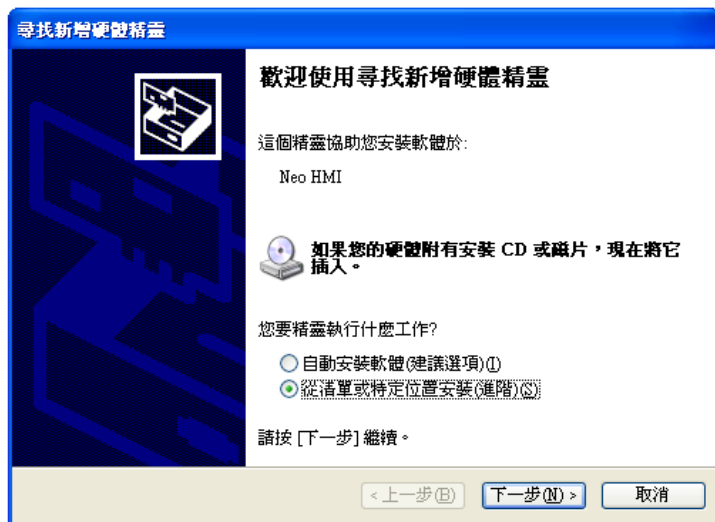 尋找新增硬體精靈
歡迎使用尋找新增硬體精靈
這個精靈協助您安裝軟體於:
Neo HMI
如果您的硬體附有安裝 CD 或磁片，現在將它
插入。
您要精靈執行什麼工作?
自動安裝軟體(建議選項)(I)
從清單或特定位置安裝(進階)(S)
請按 [下一步] 繼續。
<上一步(B) 下一步(N)> 取消